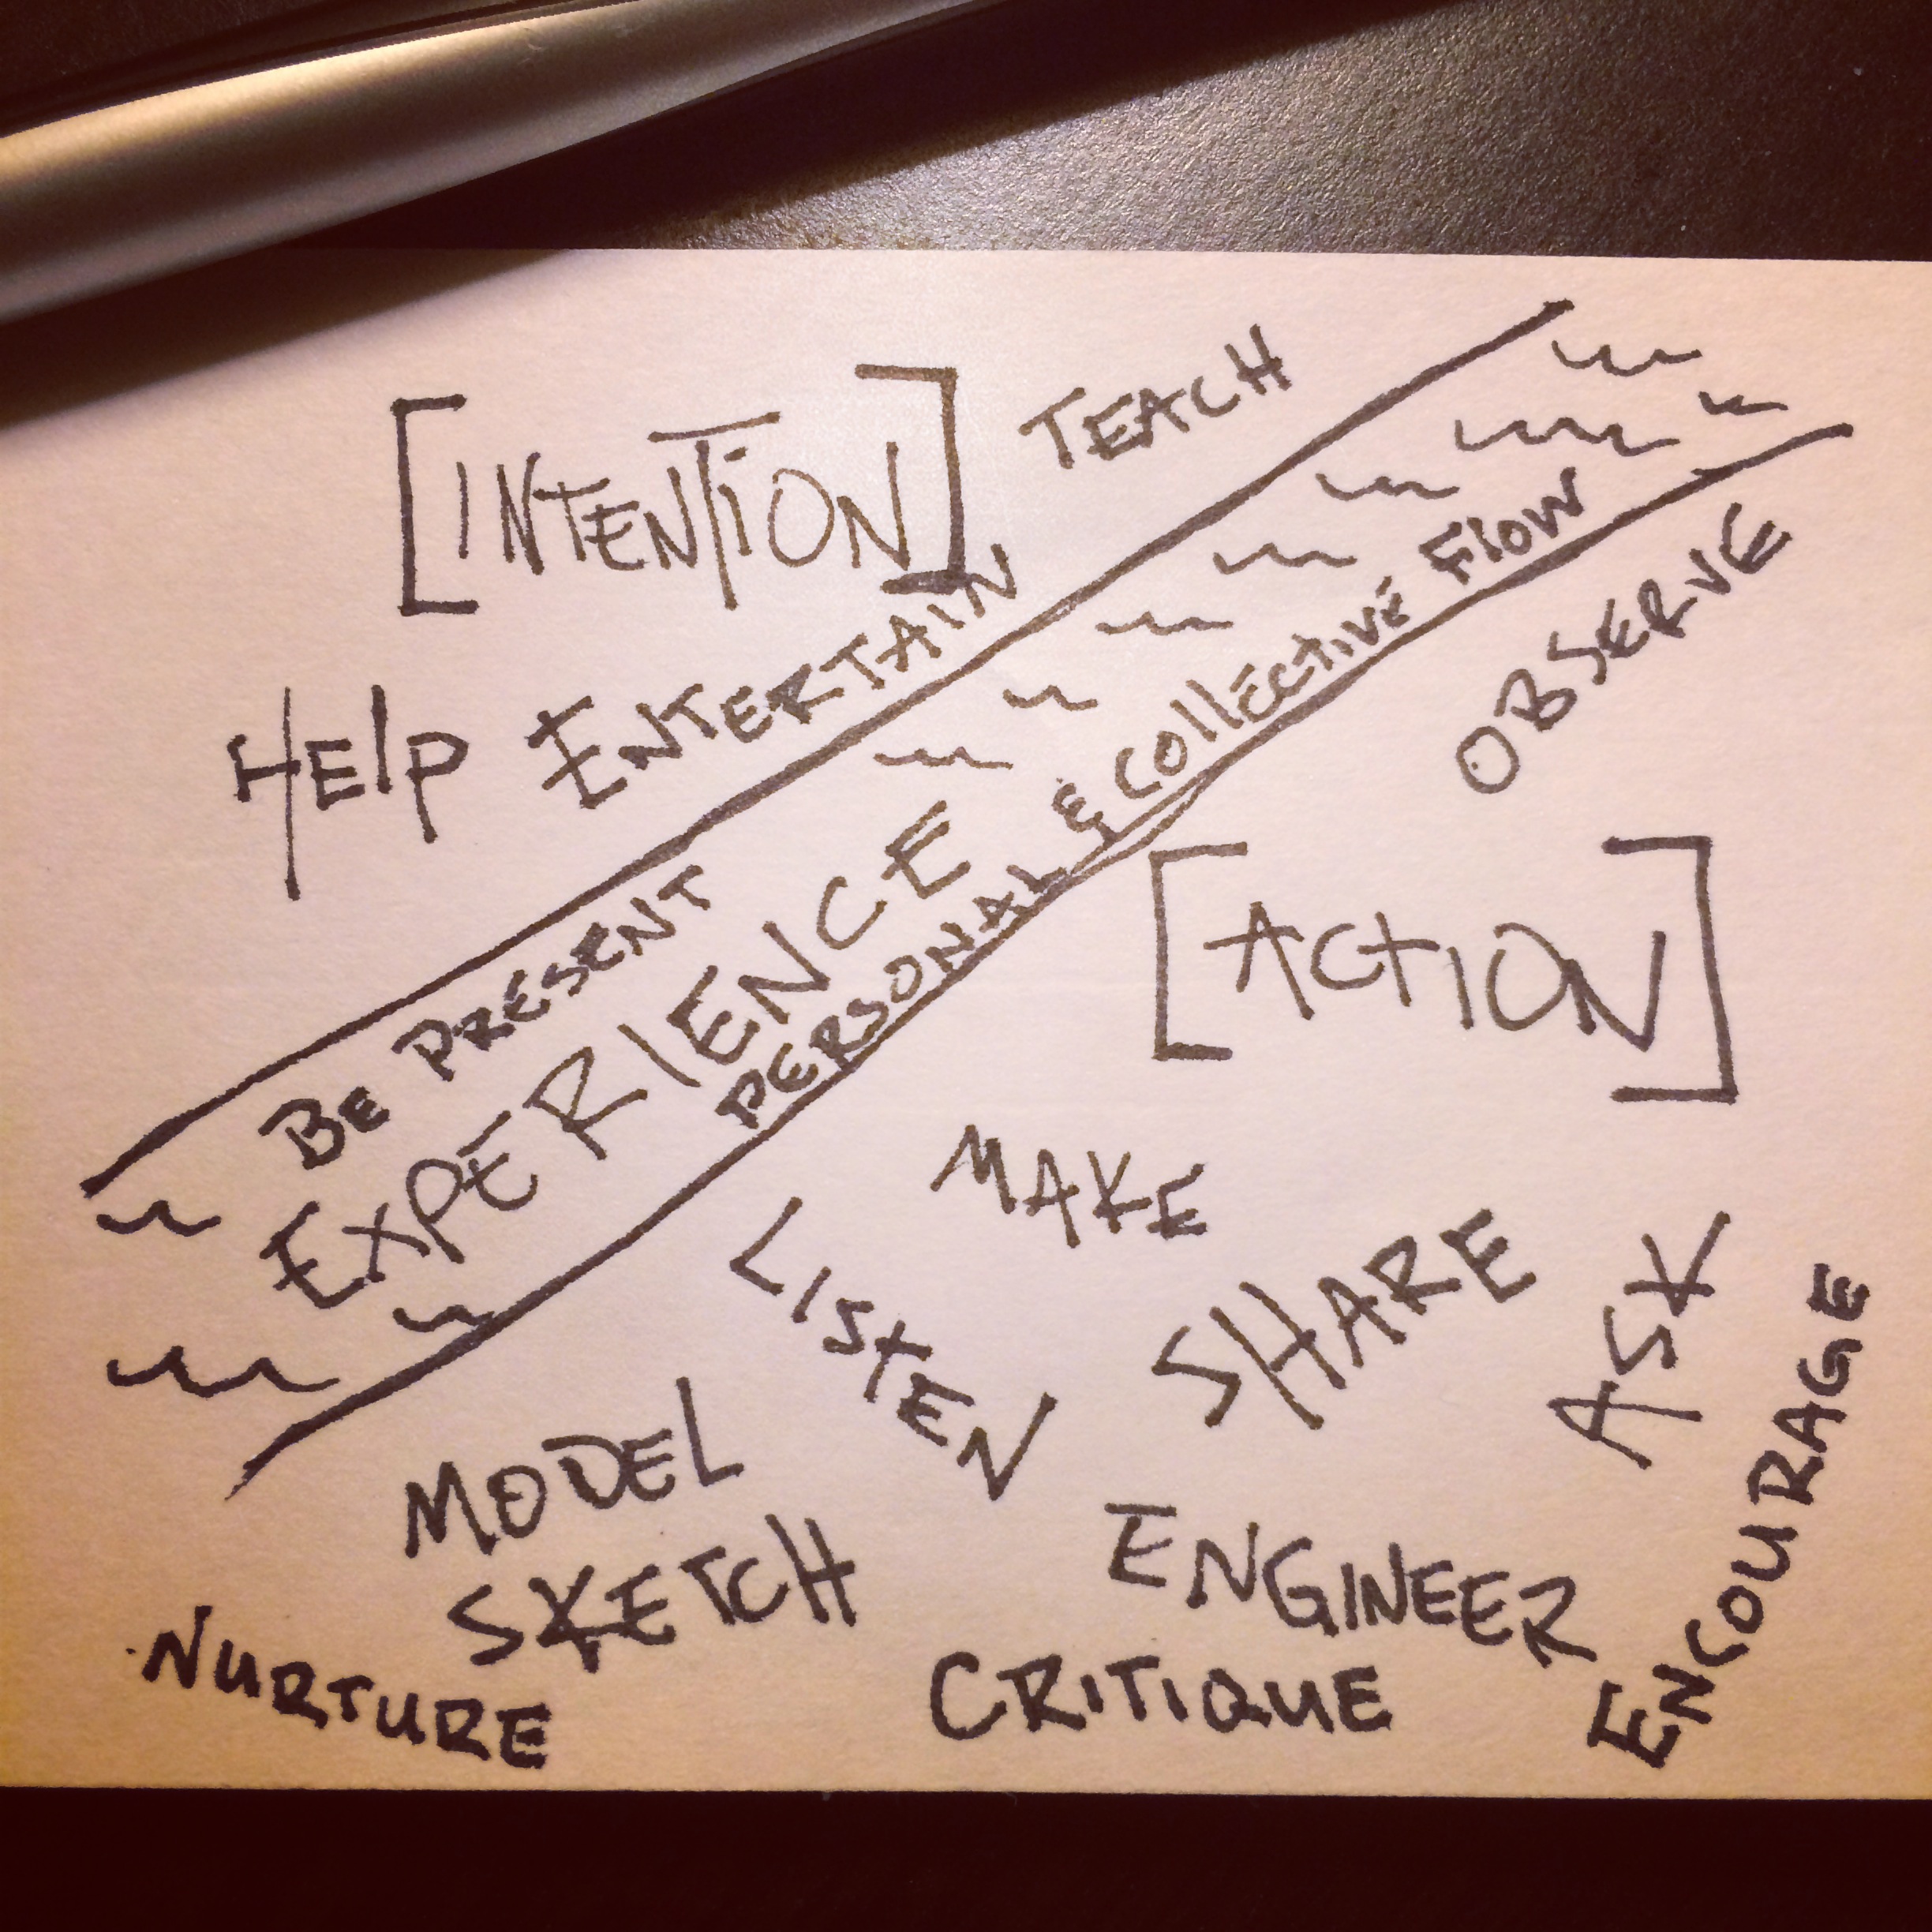 [INTENTION]
TEACH
HELP
ENTERTAIN
BE PRESENT
EXPERIENCE
PERSONAL & COLLECTIVE FLOW
OBSERVE
[ACTION]
MAKE
LISTEN
SHARE
ASK
ENCOURAGE
MODEL
SKETCH
ENGINEER
NURTURE
CRITIQUE